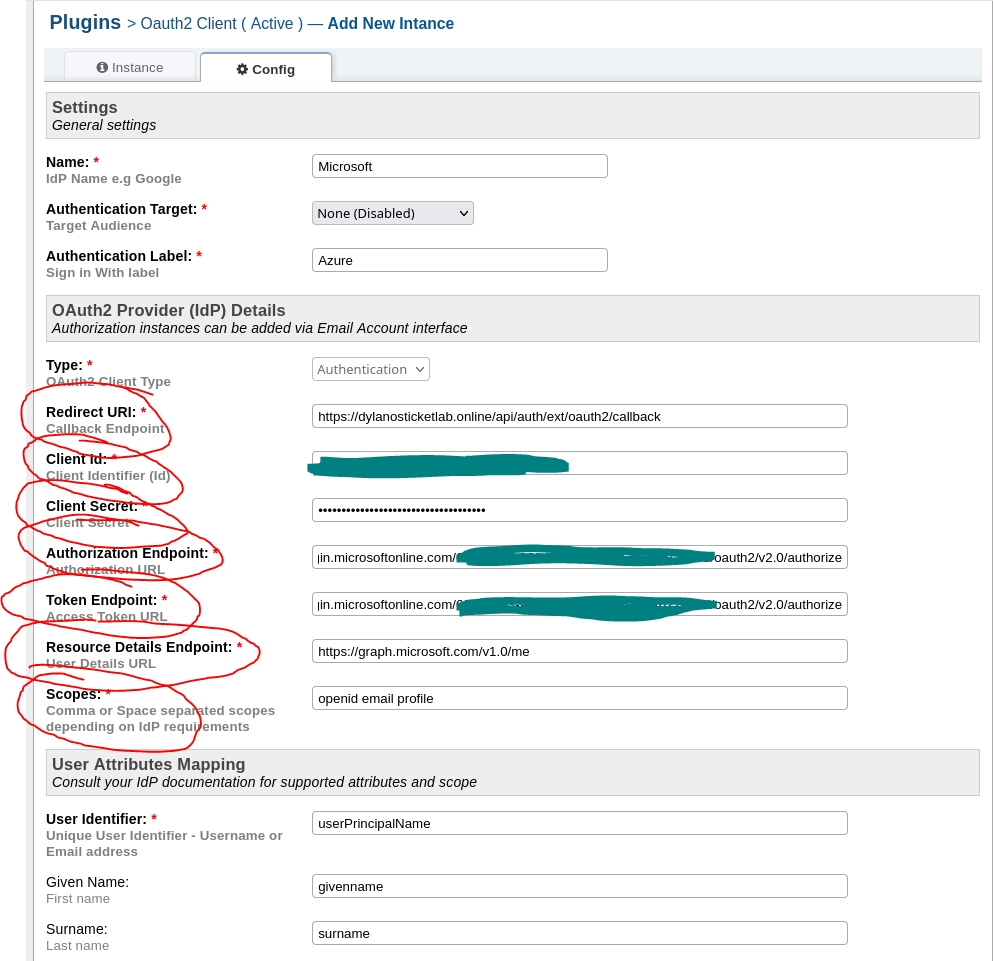 Plugins > Oauth2 Client ( Active ) — Add New Intance
Instance
Config
Settings
General settings
Name: *
IdP Name e.g Google
Microsoft
Authentication Target: *
Target Audience
None (Disabled)
Authentication Label: *
Sign in With label
Azure
OAuth2 Provider (IdP) Details
Authorization instances can be added via Email Account interface
Type: *
OAuth2 Client Type
Authentication
Redirect URI: *
Callback Endpoint
https://dylanosticketlab.online/api/auth/ext/oauth2/callback
Client Id: *
Client Identifier (Id)
Client Secret: *
Client Secret
••••••••••••••••••••••••••••••••••••
Authorization Endpoint: *
Authorization URL
gin.microsoftonline.com/ oauth2/v2.0/authorize
Token Endpoint: *
Access Token URL
gin.microsoftonline.com/ oauth2/v2.0/authorize
Resource Details Endpoint: *
User Details URL
https://graph.microsoft.com/v1.0/me
Scopes: *
Comma or Space separated scopes
depending on IdP requirements
openid email profile
User Attributes Mapping
Consult your IdP documentation for supported attributes and scope
User Identifier: *
Unique User Identifier - Username or
Email address
userPrincipalName
Given Name:
First name
givenname
Surname:
Last name
surname